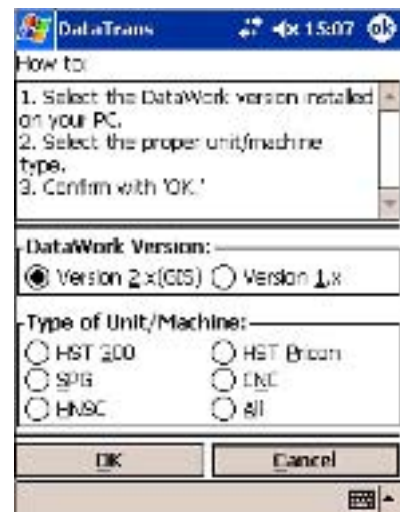 DataTrans 15:07 ok
How to:
1. Select the DataWork version installed
on your PC.
2. Select the proper unit/machine
type.
3. Confirm with 'OK.'
DataWork Version:
Version 2.x(GIS) Version 1.x
Type of Unit/Machine:
HST 300 HST Bricon
SPG CNC
HNSC All
OK Cancel